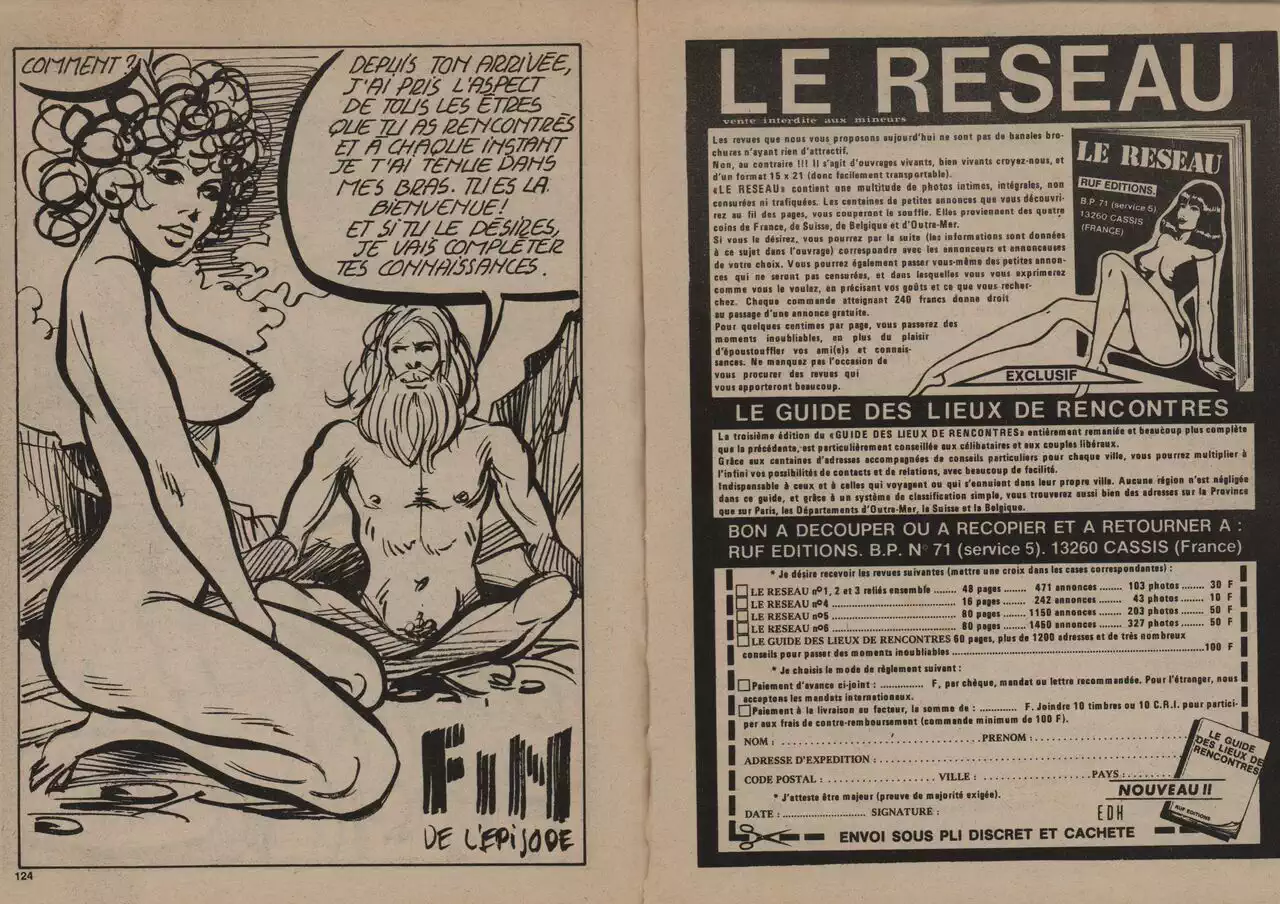 COMMENT ?
DEPUIS TON ARRIVÉE,
J'AI PRIS L'ASPECT
DE TOUS LES ÊTRES
QUE TU AS RENCONTRÉS
ET A CHAQUE INSTANT
JE T'AI TENUE DANS
MES BRAS. TU ES LA
BIENVENUE !
ET SI TU LE DÉSIRES,
JE VAIS COMPLÉTER
TES CONNAISSANCES.
FIN
DE L'EPISODE
124
LE RESEAU
vente interdite aux mineurs
Les revues que nous vous proposons aujourd'hui ne sont pas de banales bro-
chures n'ayant rien d'attractif.
Non, au contraire !!! Il s'agit d'ouvrages vivants, bien vivants croyez-nous, et
d'un format 15 x 21 (donc facilement transportable).
«LE RESEAU» contient une multitude de photos intimes, intégrales, non
censurées ni trafiquées. Les centaines de petites annonces que vous découvri-
rez au fil des pages, vous couperont le souffle. Elles proviennent des quatre
coins de France, de Suisse, de Belgique et d'Outre-Mer.
Si vous le désirez, vous pourrez par la suite (les informations sont données
à ce sujet dans l'ouvrage) correspondre avec les annonceurs et annonceuses
de votre choix. Vous pourrez également passer vous-même des petites annon-
ces qui ne seront pas censurées, et dans lesquelles vous vous exprimerez
comme vous le voulez, en précisant vos goûts et ce que vous recher-
chez. Chaque commande atteignant 240 francs donne droit
au passage d'une annonce gratuite.
Pour quelques centimes par page, vous passerez des
moments inoubliables, en plus du plaisir
d'époustouffler vos ami(e)s et connais-
sances. Ne manquez pas l'occasion de
vous procurer des revues qui
vous apporteront beaucoup.
LE RESEAU
RUF EDITIONS.
B.P. 71 (service 5)
13260 CASSIS
(FRANCE)
EXCLUSIF
LE GUIDE DES LIEUX DE RENCONTRES
La troisième édition du «GUIDE DES LIEUX DE RENCONTRES» entièrement remaniée et beaucoup plus complète
que la précédente, est particulièrement conseillée aux célibataires et aux couples libéraux.
Grâce aux centaines d'adresses accompagnées de conseils particuliers pour chaque ville, vous pourrez multiplier à
l'infini vos possibilités de contacts et de relations, avec beaucoup de facilité.
Indispensable à ceux et à celles qui voyagent ou qui s'ennuient dans leur propre ville. Aucune région n'est négligée
dans ce guide, et grâce à un système de classification simple, vous trouverez aussi bien des adresses sur la Province
que sur Paris, les Départements d'Outre-Mer, la Suisse et la Belgique.
BON A DECOUPER OU A RECOPIER ET A RETOURNER A :
RUF EDITIONS. B.P. N° 71 (service 5). 13260 CASSIS (France)
* Je désire recevoir les revues suivantes (mettre une croix dans les cases correspondantes) :
LE RESEAU n°1, 2 et 3 reliés ensemble ....... 48 pages ....... 471 annonces ...... 103 photos ....... 30 F
LE RESEAU n°4 ....... 16 pages ....... 242 annonces ...... 43 photos ....... 10 F
LE RESEAU n°5 ....... 80 pages ....... 1150 annonces ...... 203 photos ....... 50 F
LE RESEAU n°6 ....... 80 pages ....... 1460 annonces ...... 327 photos ....... 50 F
LE GUIDE DES LIEUX DE RENCONTRES 60 pages, plus de 1200 adresses et de très nombreux
conseils pour passer des moments inoubliables ....... 100 F
* Je choisis le mode de règlement suivant :
Paiement d'avance ci-joint : .............. F, par chèque, mandat ou lettre recommandée. Pour l'étranger, nous
acceptons les mandats internationaux.
Paiement à la livraison au facteur, la somme de : ............ F. Joindre 10 timbres ou 10 C.R.I. pour partici-
per aux frais de contre-remboursement (commande minimum de 100 F).
NOM : .............................. PRENOM : ..............................
ADRESSE D'EXPEDITION : ..............................
CODE POSTAL : ............... VILLE : .................... PAYS : ...............
* J'atteste être majeur (preuve de majorité exigée).
DATE : ........................ SIGNATURE :
EDH
NOUVEAU !!
LE GUIDE
DES LIEUX DE
RENCONTRES
RUF EDITIONS
ENVOI SOUS PLI DISCRET ET CACHETE